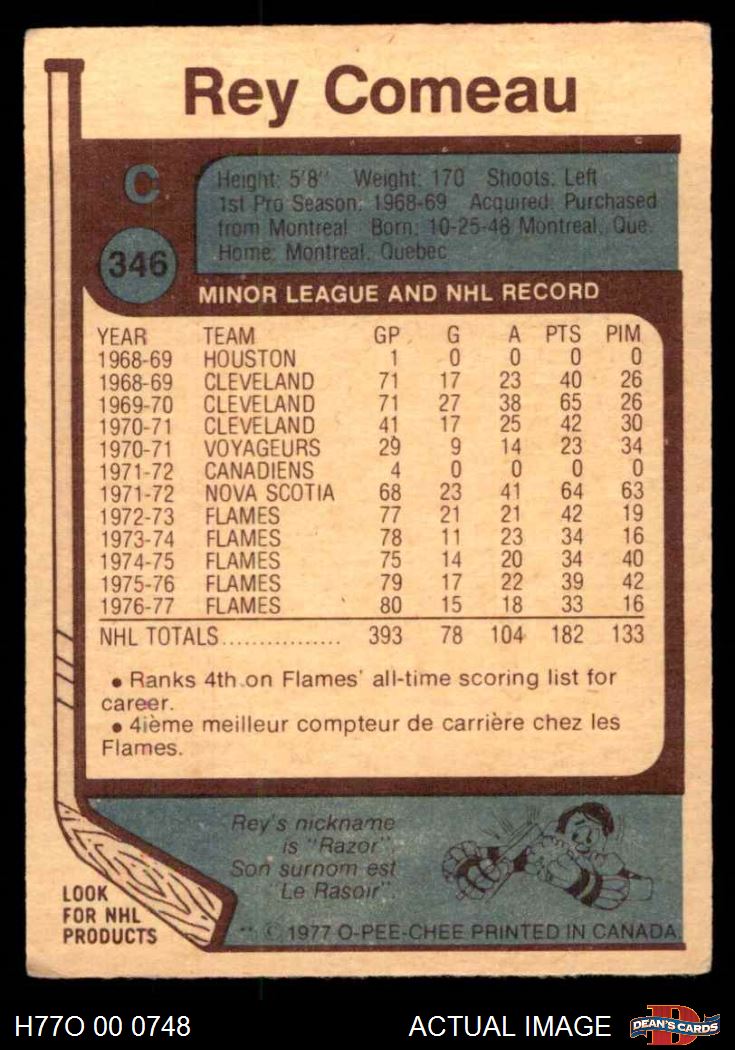 Rey Comeau
C
346
Height: 5'8" Weight: 170 Shoots: Left
1st Pro Season: 1968-69 Acquired: Purchased
from Montreal Born: 10-25-48 Montreal, Que.
Home: Montreal, Quebec
MINOR LEAGUE AND NHL RECORD
YEAR TEAM GP G A PTS PIM
1968-69 HOUSTON 1 0 0 0 0
1968-69 CLEVELAND 71 17 23 40 26
1969-70 CLEVELAND 71 27 38 65 26
1970-71 CLEVELAND 41 17 25 42 30
1970-71 VOYAGEURS 29 9 14 23 34
1971-72 CANADIENS 4 0 0 0 0
1971-72 NOVA SCOTIA 68 23 41 64 63
1972-73 FLAMES 77 21 21 42 19
1973-74 FLAMES 78 11 23 34 16
1974-75 FLAMES 75 14 20 34 40
1975-76 FLAMES 79 17 22 39 42
1976-77 FLAMES 80 15 18 33 16
NHL TOTALS................ 393 78 104 182 133
• Ranks 4th on Flames' all-time scoring list for
career.
• 4ième meilleur compteur de carrière chez les
Flames.
Rey's nickname
is "Razor".
Son surnom est
"Le Rasoir".
LOOK
FOR NHL
PRODUCTS
** © 1977 O-PEE-CHEE PRINTED IN CANADA
H77O 00 0748
ACTUAL IMAGE
D
DEAN'S CARDS